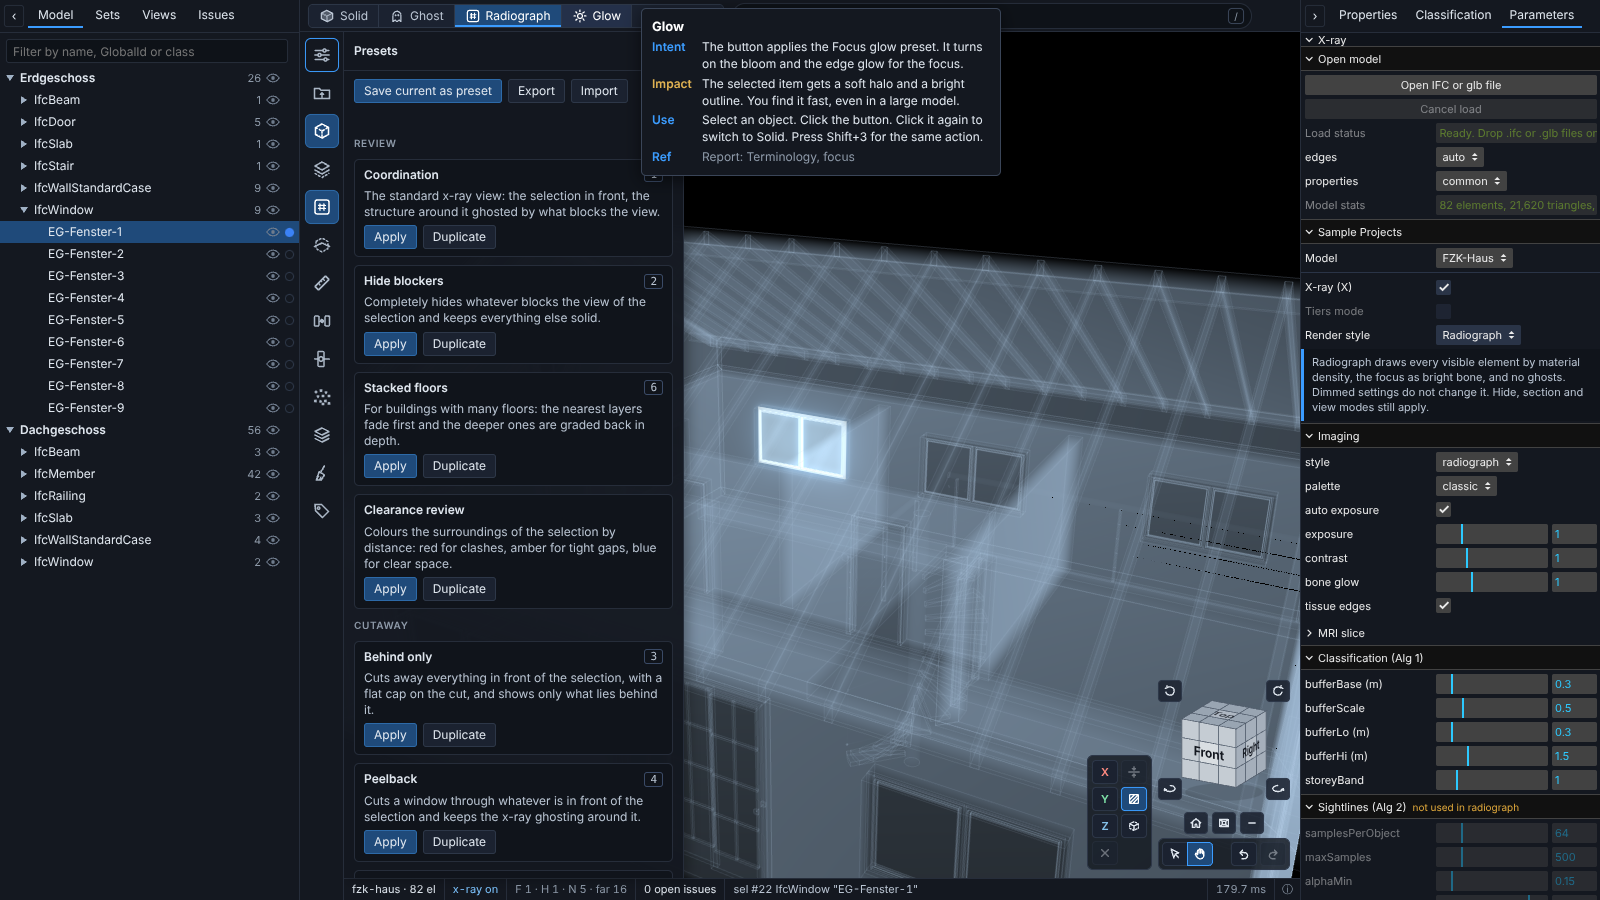 Model
Sets
Views
Issues
Filter by name, GlobalId or class
Erdgeschoss 26
IfcBeam 1
IfcDoor 5
IfcSlab 1
IfcStair 1
IfcWallStandardCase 9
IfcWindow 9
EG-Fenster-1
EG-Fenster-2
EG-Fenster-3
EG-Fenster-4
EG-Fenster-5
EG-Fenster-6
EG-Fenster-7
EG-Fenster-8
EG-Fenster-9
Dachgeschoss 56
IfcBeam 3
IfcMember 42
IfcRailing 2
IfcSlab 3
IfcWallStandardCase 4
IfcWindow 2
Solid
Ghost
Radiograph
Glow
/
Presets
Save current as preset
Export
Import
REVIEW
Coordination
The standard x-ray view: the selection in front, the
structure around it ghosted by what blocks the view.
Apply
Duplicate
Hide blockers 2
Completely hides whatever blocks the view of the
selection and keeps everything else solid.
Apply
Duplicate
Stacked floors 6
For buildings with many floors: the nearest layers
fade first and the deeper ones are graded back in
depth.
Apply
Duplicate
Clearance review
Colours the surroundings of the selection by
distance: red for clashes, amber for tight gaps, blue
for clear space.
Apply
Duplicate
CUTAWAY
Behind only 3
Cuts away everything in front of the selection, with a
flat cap on the cut, and shows only what lies behind
it.
Apply
Duplicate
Peelback 4
Cuts a window through whatever is in front of the
selection and keeps the x-ray ghosting around it.
Apply
Duplicate
Glow
Intent The button applies the Focus glow preset. It turns
on the bloom and the edge glow for the focus.
Impact The selected item gets a soft halo and a bright
outline. You find it fast, even in a large model.
Use Select an object. Click the button. Click it again to
switch to Solid. Press Shift+3 for the same action.
Ref Report: Terminology, focus
X
Y
Z
Top
Front
Right
fzk-haus · 82 el
x-ray on
F 1 · H 1 · N 5 · far 16
0 open issues
sel #22 IfcWindow "EG-Fenster-1"
179.7 ms
Properties
Classification
Parameters
X-ray
Open model
Open IFC or glb file
Cancel load
Load status Ready. Drop .ifc or .glb files or
edges auto
properties common
Model stats 82 elements, 21,620 triangles,
Sample Projects
Model FZK-Haus
X-ray (X)
Tiers mode
Render style Radiograph
Radiograph draws every visible element by material
density, the focus as bright bone, and no ghosts.
Dimmed settings do not change it. Hide, section and
view modes still apply.
Imaging
style radiograph
palette classic
auto exposure
exposure 1
contrast 1
bone glow 1
tissue edges
MRI slice
Classification (Alg 1)
bufferBase (m) 0.3
bufferScale 0.5
bufferLo (m) 0.3
bufferHi (m) 1.5
storeyBand 1
Sightlines (Alg 2) not used in radiograph
samplesPerObject 64
maxSamples 500
alphaMin 0.15